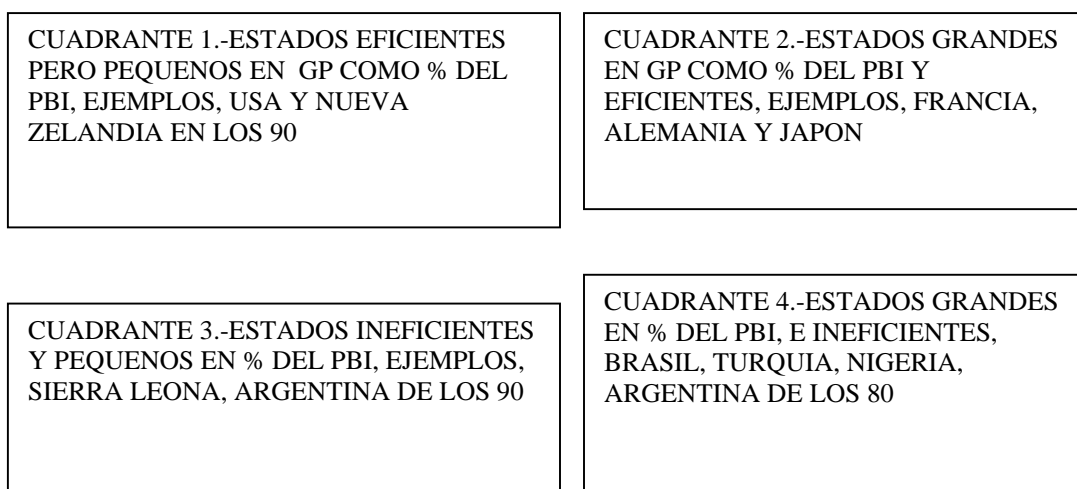 CUADRANTE 1.-ESTADOS EFICIENTES
PERO PEQUENOS EN GP COMO % DEL
PBI, EJEMPLOS, USA Y NUEVA
ZELANDIA EN LOS 90
CUADRANTE 2.-ESTADOS GRANDES
EN GP COMO % DEL PBI Y
EFICIENTES, EJEMPLOS, FRANCIA,
ALEMANIA Y JAPON
CUADRANTE 3.-ESTADOS INEFICIENTES
Y PEQUENOS EN % DEL PBI, EJEMPLOS,
SIERRA LEONA, ARGENTINA DE LOS 90
CUADRANTE 4.-ESTADOS GRANDES
EN % DEL PBI, E INEFICIENTES,
BRASIL, TURQUIA, NIGERIA,
ARGENTINA DE LOS 80